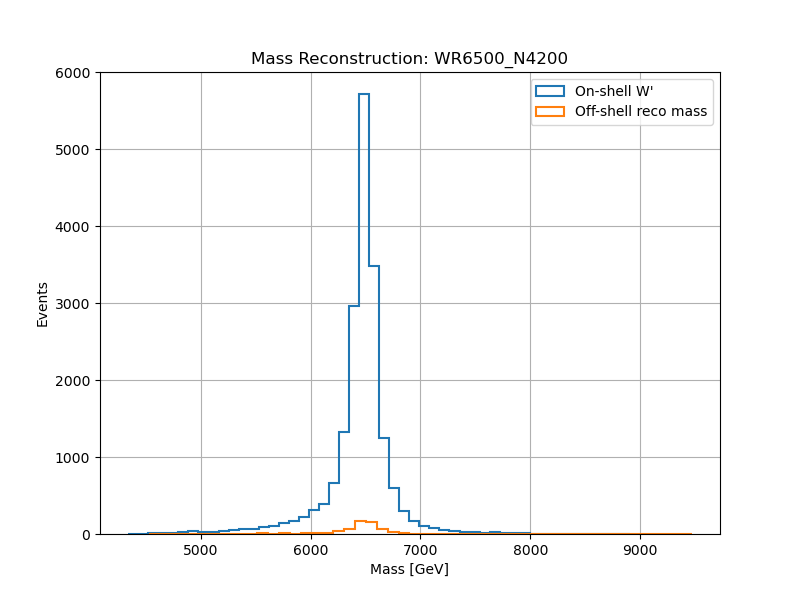 Mass Reconstruction: WR6500_N4200
On-shell W'
Off-shell reco mass
6000
5000
4000
3000
2000
1000
0
Events
5000 6000 7000 8000 9000
Mass [GeV]